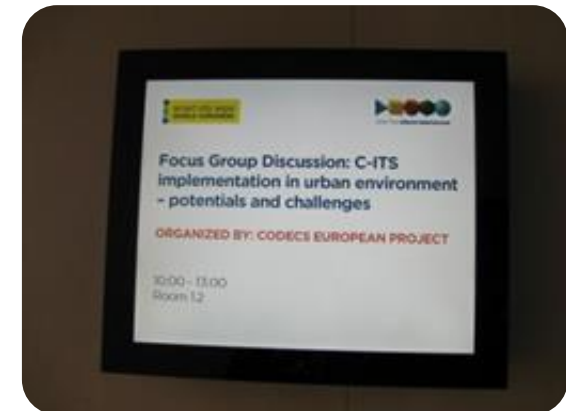 Focus Group Discussion: C-ITS
implementation in urban environment
– potentials and challenges
ORGANIZED BY: CODECS EUROPEAN PROJECT
10:00 - 13:00
Room 1.2